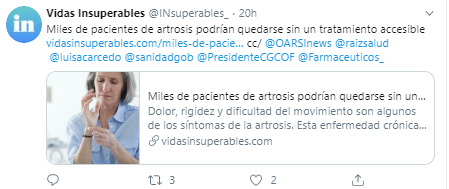 in
Vidas Insuperables @INsuperables_ · 20h
Miles de pacientes de artrosis podrían quedarse sin un tratamiento accesible
vidasinsuperables.com/miles-de-pacie... cc/ @OARSInews @raizsalud
@luisacarcedo @sanidadgob @PresidenteCGCOF @Farmaceuticos_
Miles de pacientes de artrosis podrían quedarse sin un...
Dolor, rigidez y dificultad del movimiento son algunos
de los síntomas de la artrosis. Esta enfermedad crónica...
vidasinsuperables.com
3 2